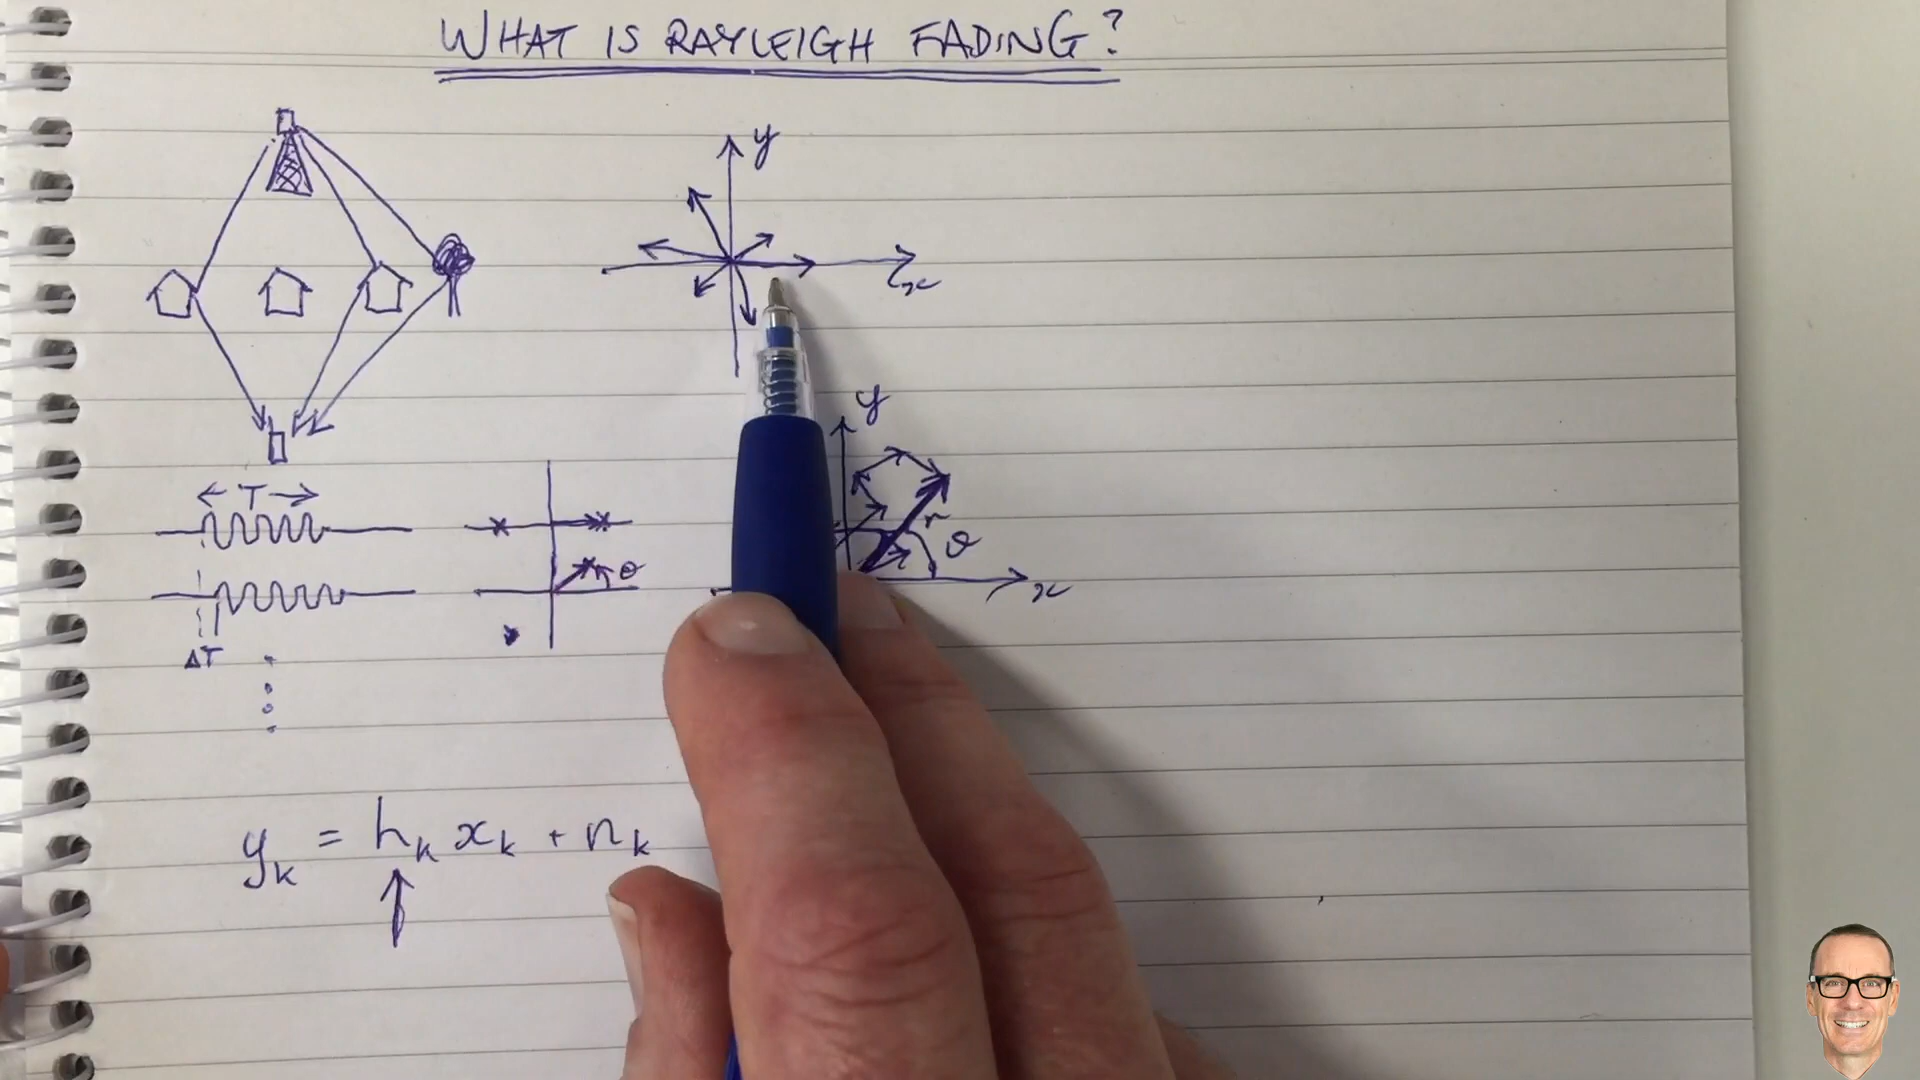 WHAT IS RAYLEIGH FADING?
y
x
y
r
θ
x
← T →
θ
ΔT
y_k = h_k x_k + n_k